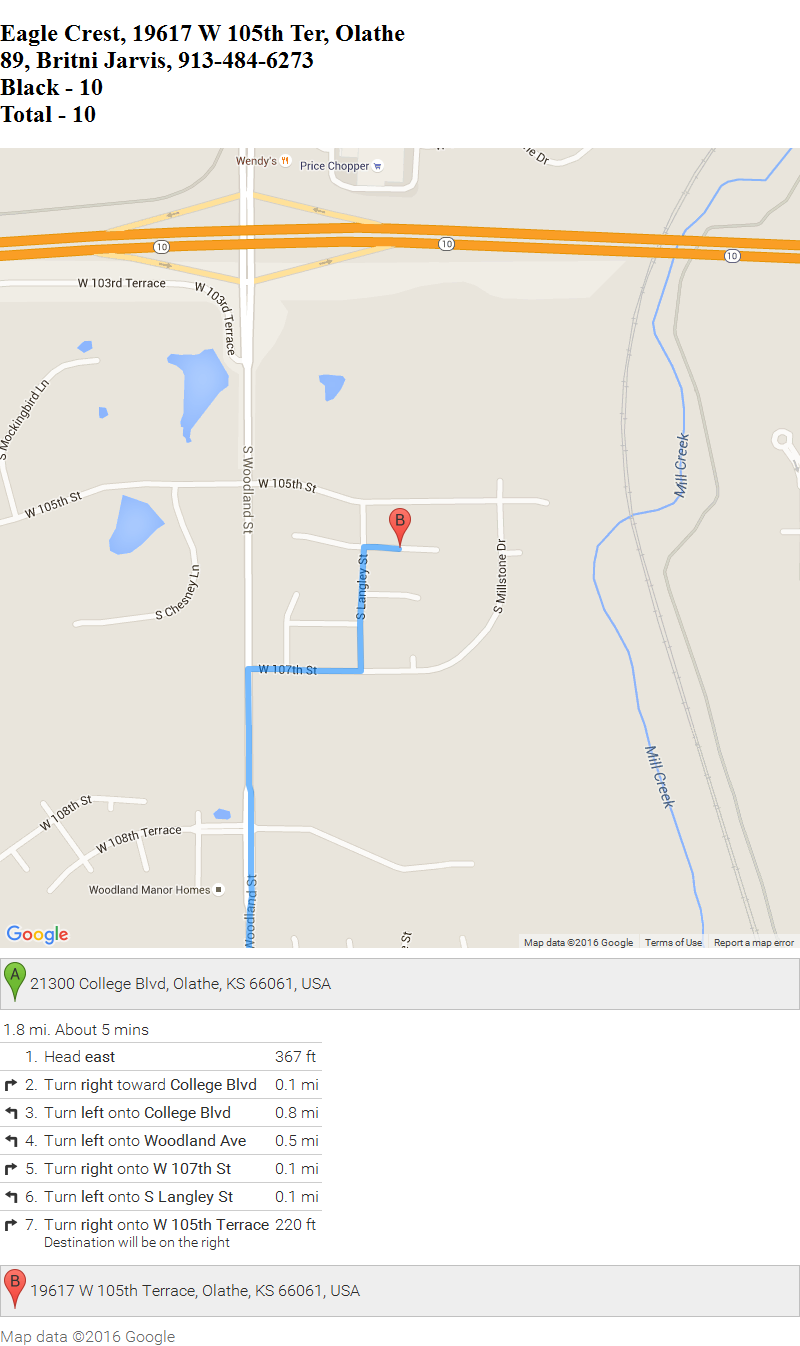 Eagle Crest, 19617 W 105th Ter, Olathe
89, Britni Jarvis, 913-484-6273
Black - 10
Total - 10
Wendy's
Price Chopper
ne Dr
10
10
10
W 103rd Terrace
W 103rd Terrace
S Mockingbird Ln
S Woodland St
W 105th St
W 105th St
Mill Creek
B
S Langley St
S Millstone Dr
S Chesney Ln
W 107th St
Mill Creek
W 108th St
W 108th Terrace
Woodland Manor Homes
Woodland St
e St
Google
Map data ©2016 Google Terms of Use Report a map error
A 21300 College Blvd, Olathe, KS 66061, USA
1.8 mi. About 5 mins
1. Head east 367 ft
2. Turn right toward College Blvd 0.1 mi
3. Turn left onto College Blvd 0.8 mi
4. Turn left onto Woodland Ave 0.5 mi
5. Turn right onto W 107th St 0.1 mi
6. Turn left onto S Langley St 0.1 mi
7. Turn right onto W 105th Terrace 220 ft
Destination will be on the right
B 19617 W 105th Terrace, Olathe, KS 66061, USA
Map data ©2016 Google